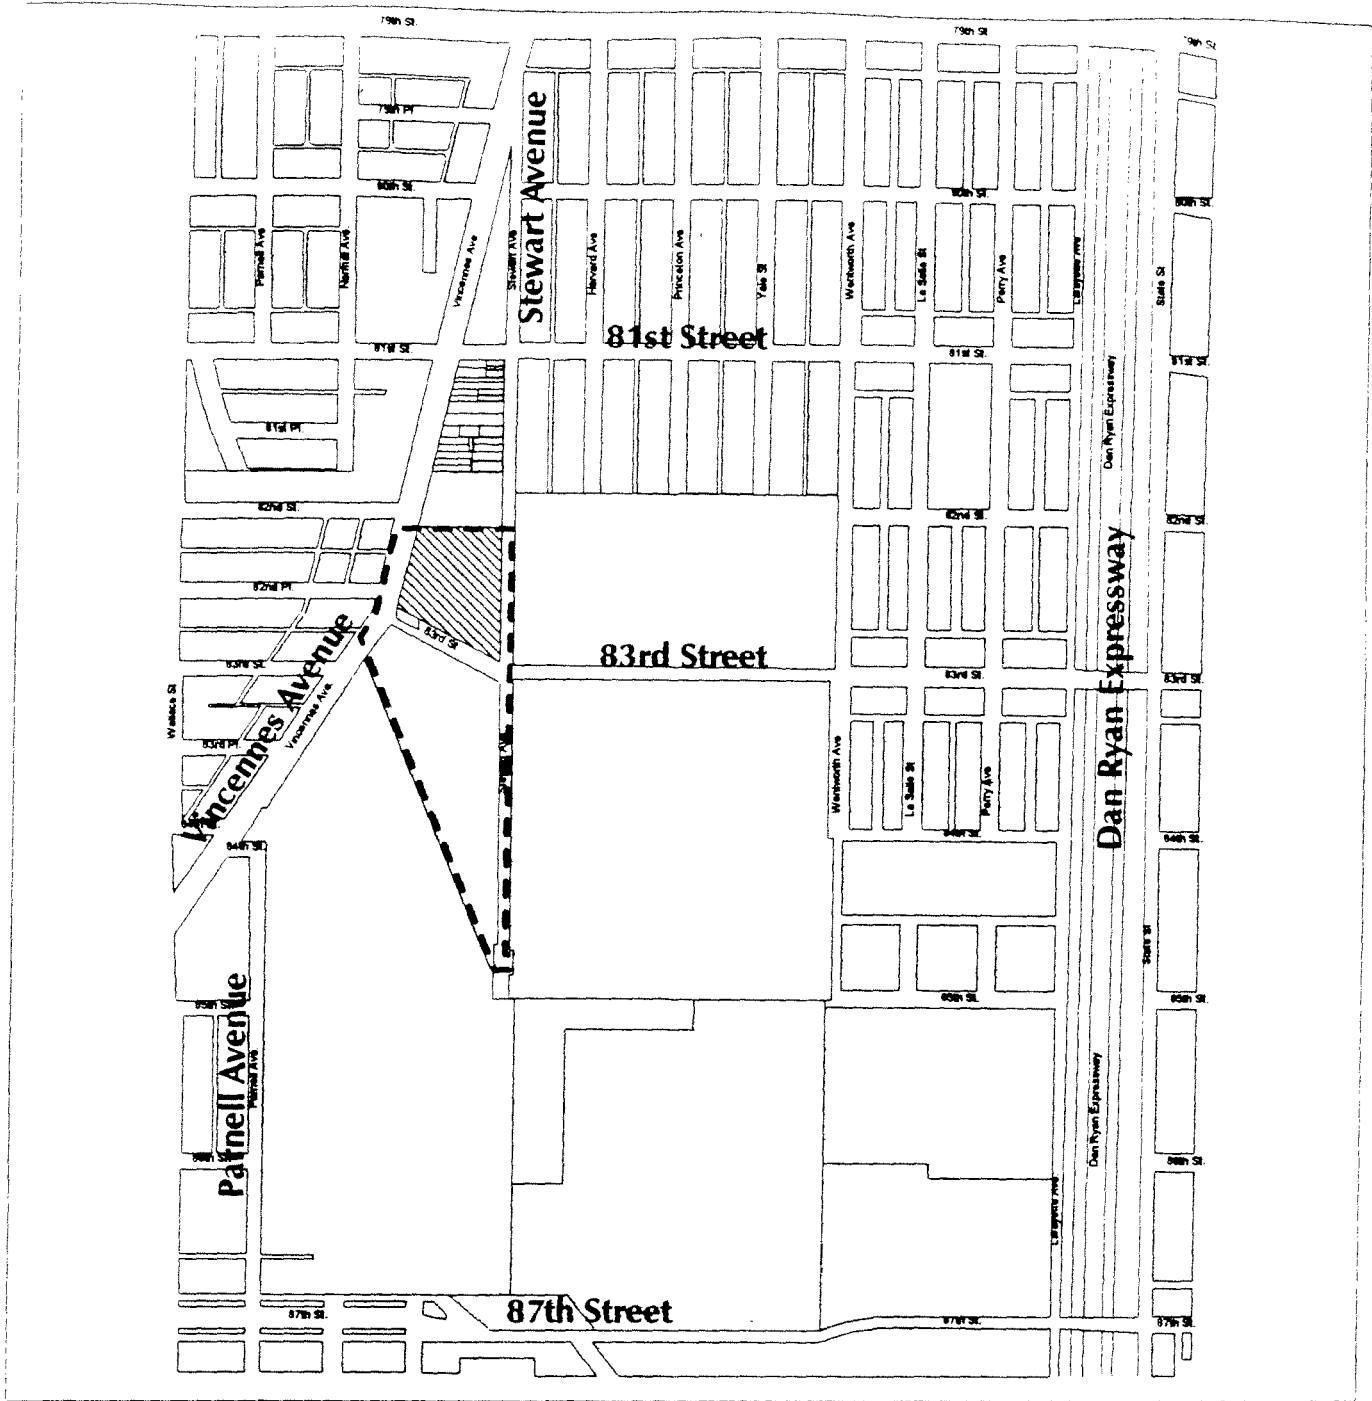 79th St.
79th St
79th St
79th Pl
80th St.
80th St.
80th St.
Stewart Avenue
Parnell Ave
Normal Ave
Vincennes Ave
Stewart Ave
Harvard Ave
Princeton Ave
Yale St
Wentworth Ave
La Salle St
Perry Ave
Lafayette Ave
State St
81st Street
81st St.
81st St.
81st St.
81st Pl.
Dan Ryan Expressway
82nd St.
82nd St.
82nd St.
82nd Pl.
Vincennes Avenue
83rd St
83rd Street
83rd St.
83rd St.
83rd St.
Wallace St
Vincennes Ave
Stewart Ave
83rd Pl
Dan Ryan Expressway
Wentworth Ave
La Salle St
Perry Ave
84th St.
84th St.
84th St.
State St
85th St.
85th St.
85th St.
Parnell Avenue
Parnell Ave
Dan Ryan Expressway
86th St.
86th St.
Lafayette Ave
87th Street
87th St.
87th St.
87th St.